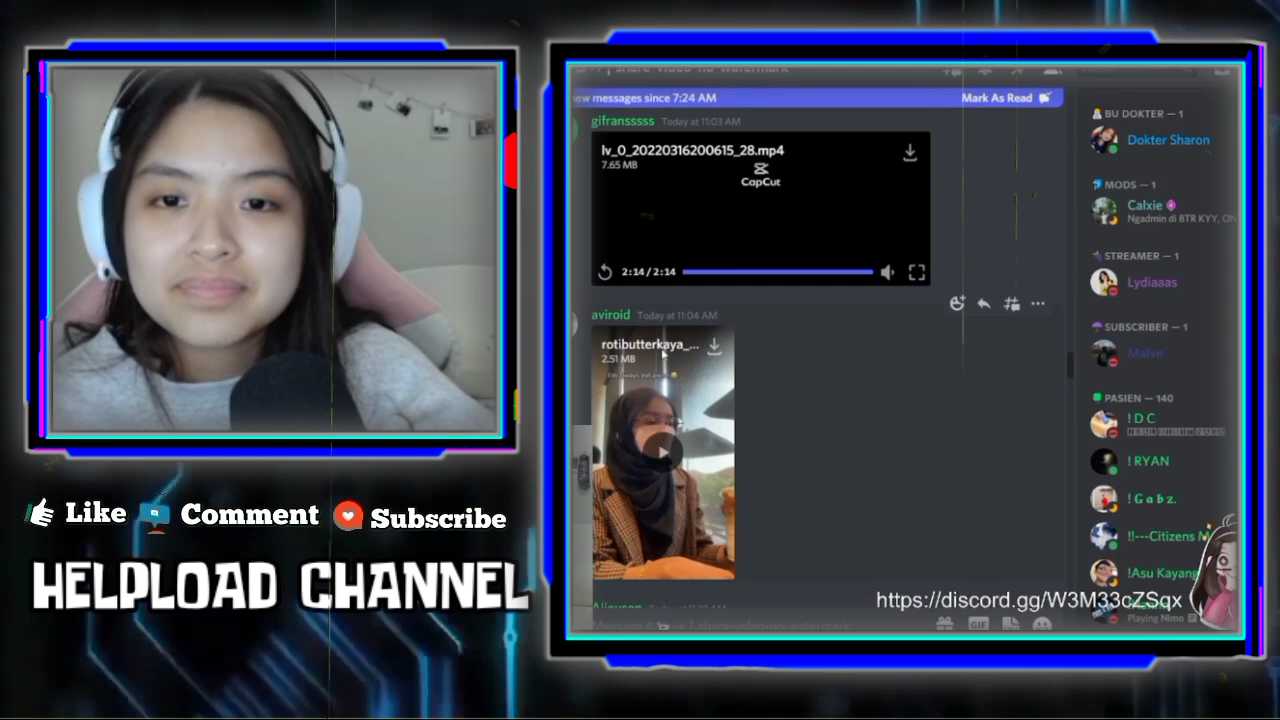 new messages since 7:24 AM
Mark As Read
gifransssss Today at 11:03 AM
lv_0_20220316200615_28.mp4
7.65 MB
CapCut
2:14 / 2:14
aviroid Today at 11:04 AM
rotibutterkaya_...
2.51 MB
BU DOKTER — 1
Dokter Sharon
MODS — 1
Calxie
Ngadmin di BTR KYY, ON
STREAMER — 1
Lydiaaas
SUBSCRIBER — 1
Malvn
PASIEN — 140
! D C
! RYAN
! G a b z.
!!---Citizens M
!Asu Kayang
Playing Nimo
https://discord.gg/W3M33cZSqx
GIF
Like
Comment
Subscribe
HELPLOAD CHANNEL